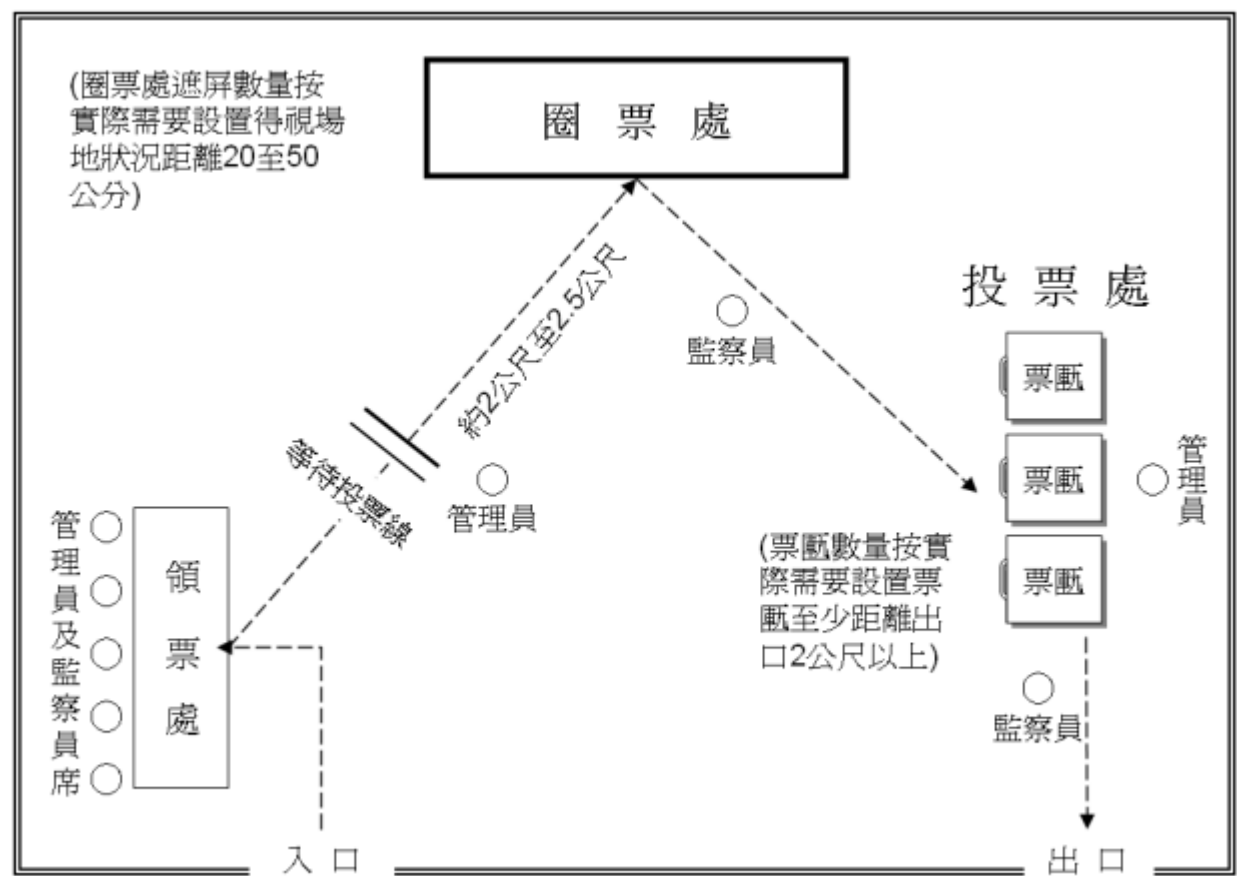 (圈票處遮屏數量按
實際需要設置得視場
地狀況距離20至50
公分)
圈票處
約2公尺至2.5公尺
等待投票線
管理員
監察員
投票處
票匭
票匭
票匭
管理員
(票匭數量按實
際需要設置票
匭至少距離出
口2公尺以上)
監察員
管理員及監察員席
領票處
入口
出口